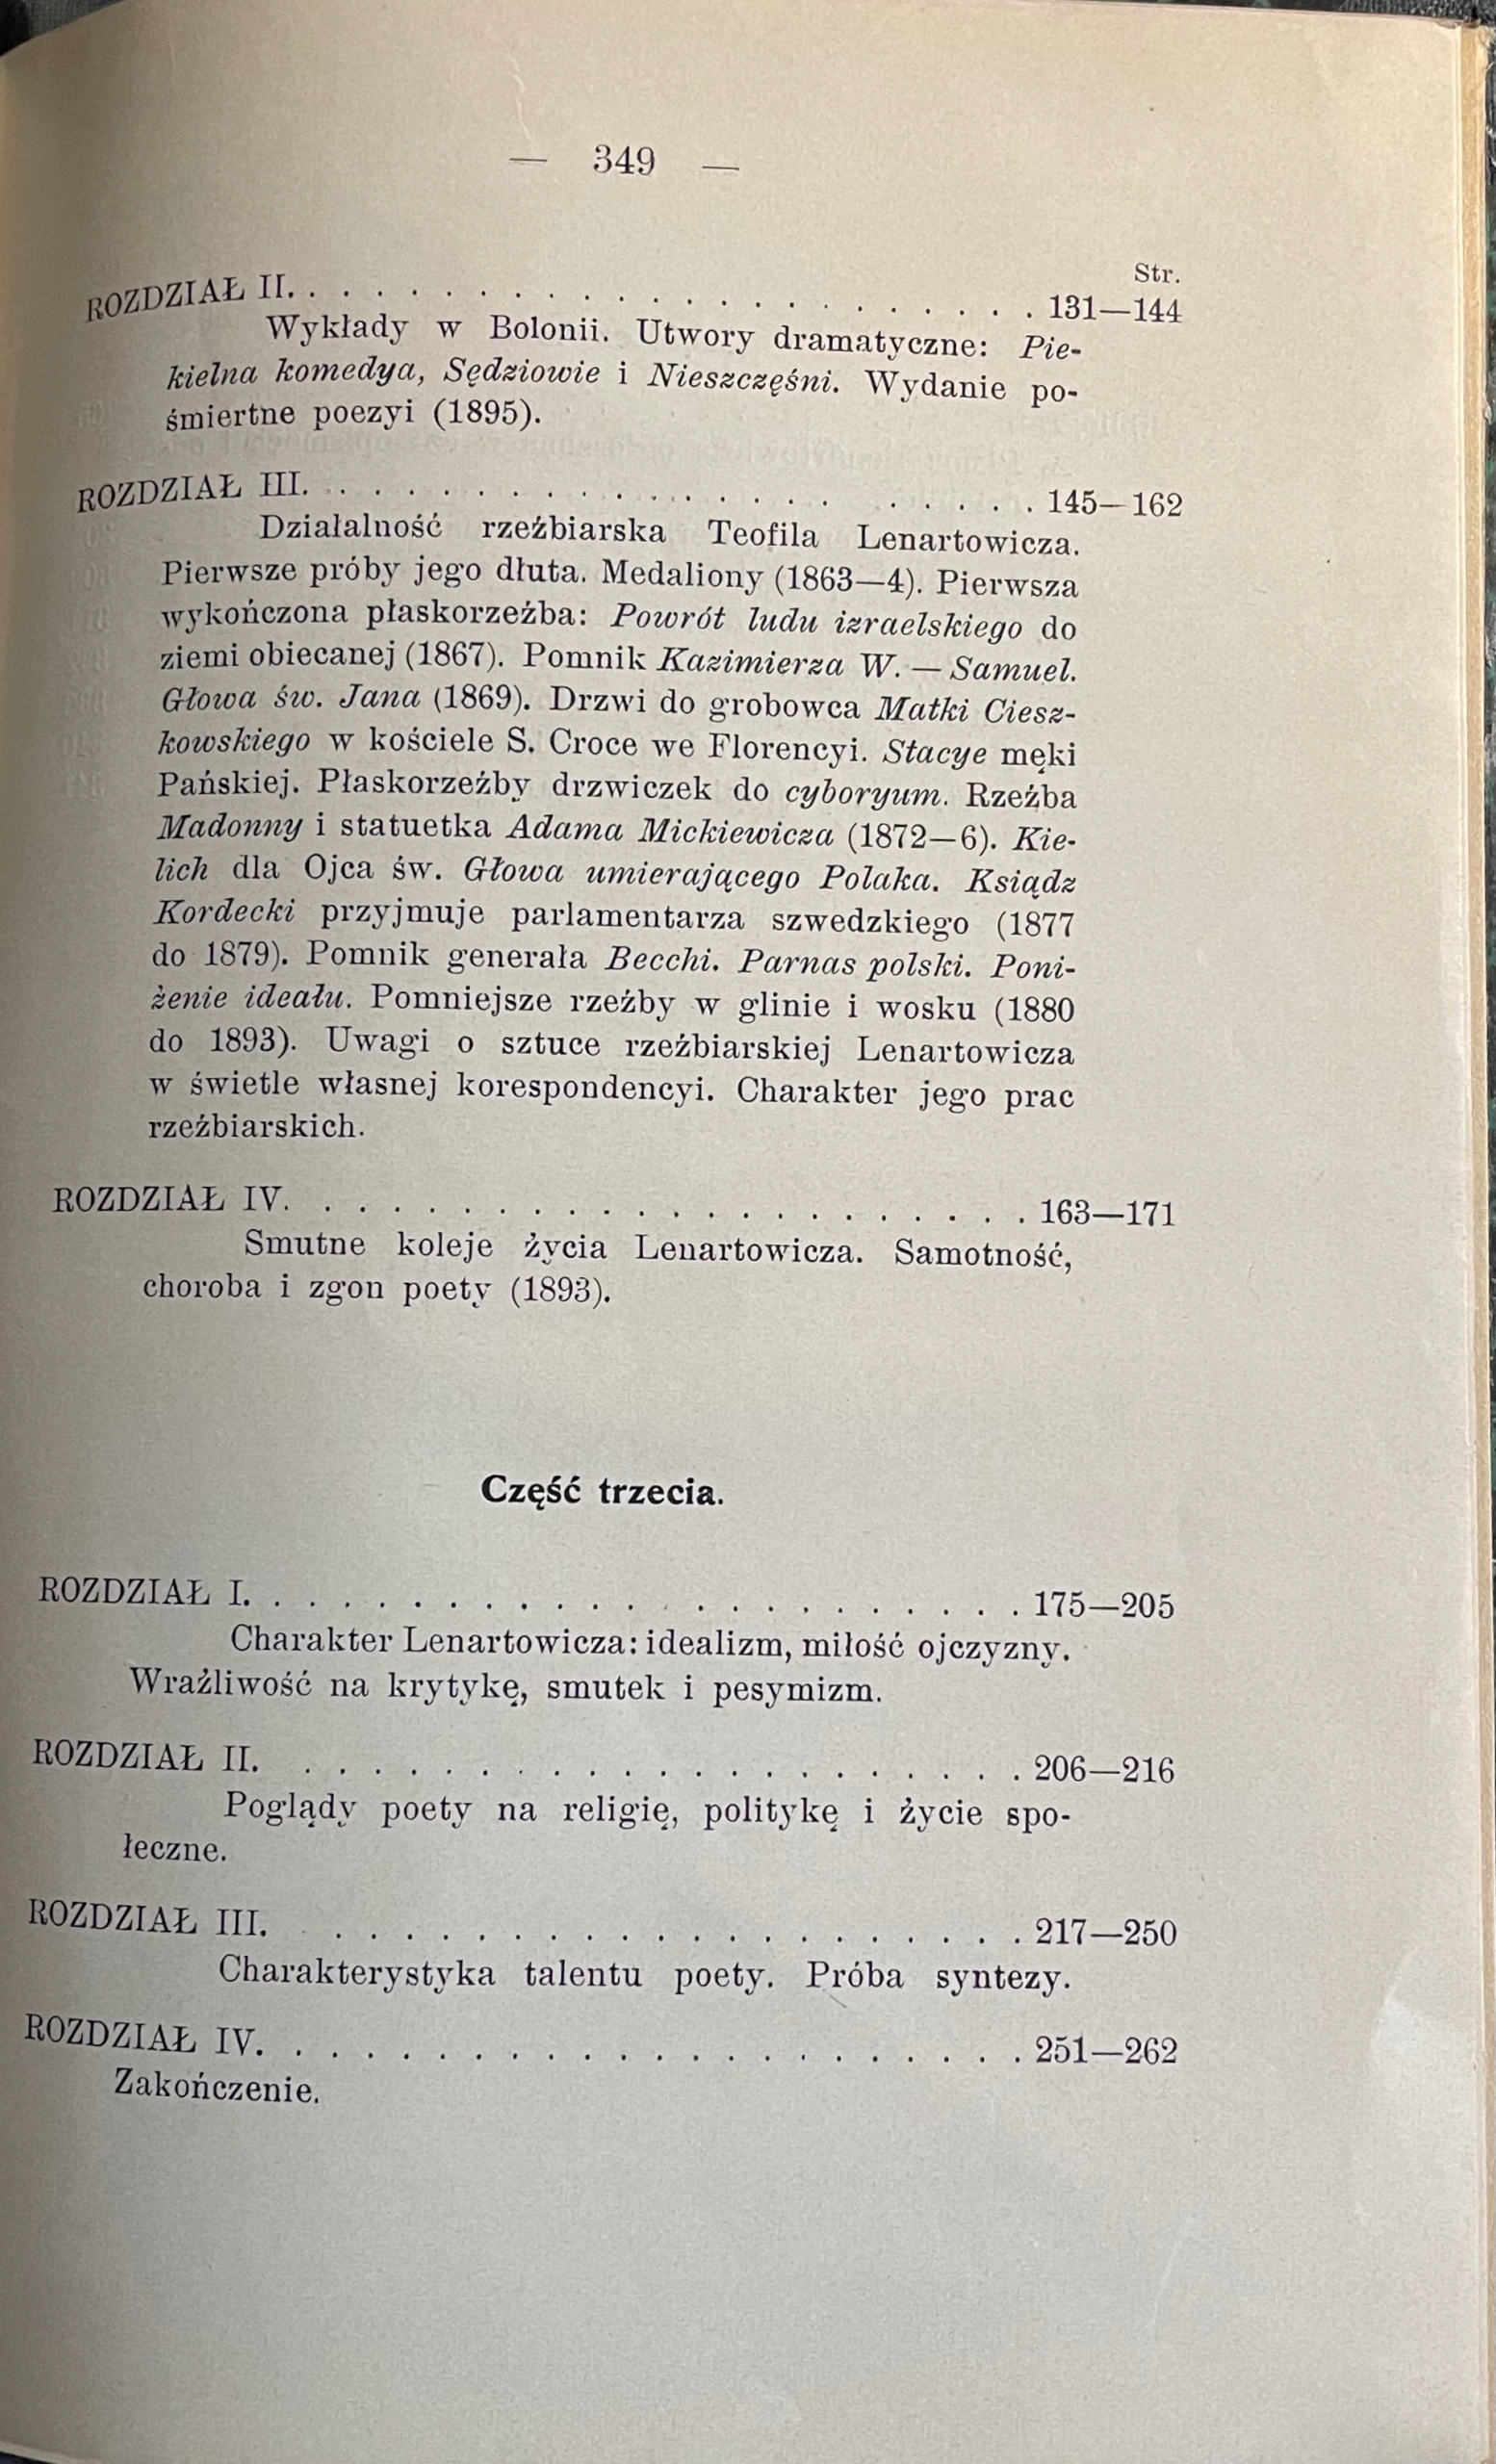 — 349 —
Str.
ROZDZIAŁ II. . . . . . . . . . . . . . . . . . . . . . . 131—144
Wykłady w Bolonii. Utwory dramatyczne: Pie-
kielna komedya, Sędziowie i Nieszczęśni. Wydanie po-
śmiertne poezyi (1895).
ROZDZIAŁ III. . . . . . . . . . . . . . . . . . . . . . 145—162
Działalność rzeźbiarska Teofila Lenartowicza.
Pierwsze próby jego dłuta. Medaliony (1863—4). Pierwsza
wykończona płaskorzeźba: Powrót ludu izraelskiego do
ziemi obiecanej (1867). Pomnik Kazimierza W. — Samuel.
Głowa św. Jana (1869). Drzwi do grobowca Matki Ciesz-
kowskiego w kościele S. Croce we Florencyi. Stacye męki
Pańskiej. Płaskorzeźby drzwiczek do cyboryum. Rzeźba
Madonny i statuetka Adama Mickiewicza (1872—6). Kie-
lich dla Ojca św. Głowa umierającego Polaka. Ksiądz
Kordecki przyjmuje parlamentarza szwedzkiego (1877
do 1879). Pomnik generała Becchi. Parnas polski. Poni-
żenie ideału. Pomniejsze rzeźby w glinie i wosku (1880
do 1893). Uwagi o sztuce rzeźbiarskiej Lenartowicza
w świetle własnej korespondencyi. Charakter jego prac
rzeźbiarskich.
ROZDZIAŁ IV. . . . . . . . . . . . . . . . . . . . . . . 163—171
Smutne koleje życia Lenartowicza. Samotność,
choroba i zgon poety (1893).
Część trzecia.
ROZDZIAŁ I. . . . . . . . . . . . . . . . . . . . . . . 175—205
Charakter Lenartowicza: idealizm, miłość ojczyzny.
Wrażliwość na krytykę, smutek i pesymizm.
ROZDZIAŁ II. . . . . . . . . . . . . . . . . . . . . . 206—216
Poglądy poety na religię, politykę i życie spo-
łeczne.
ROZDZIAŁ III. . . . . . . . . . . . . . . . . . . . . 217—250
Charakterystyka talentu poety. Próba syntezy.
ROZDZIAŁ IV. . . . . . . . . . . . . . . . . . . . . . . 251—262
Zakończenie.